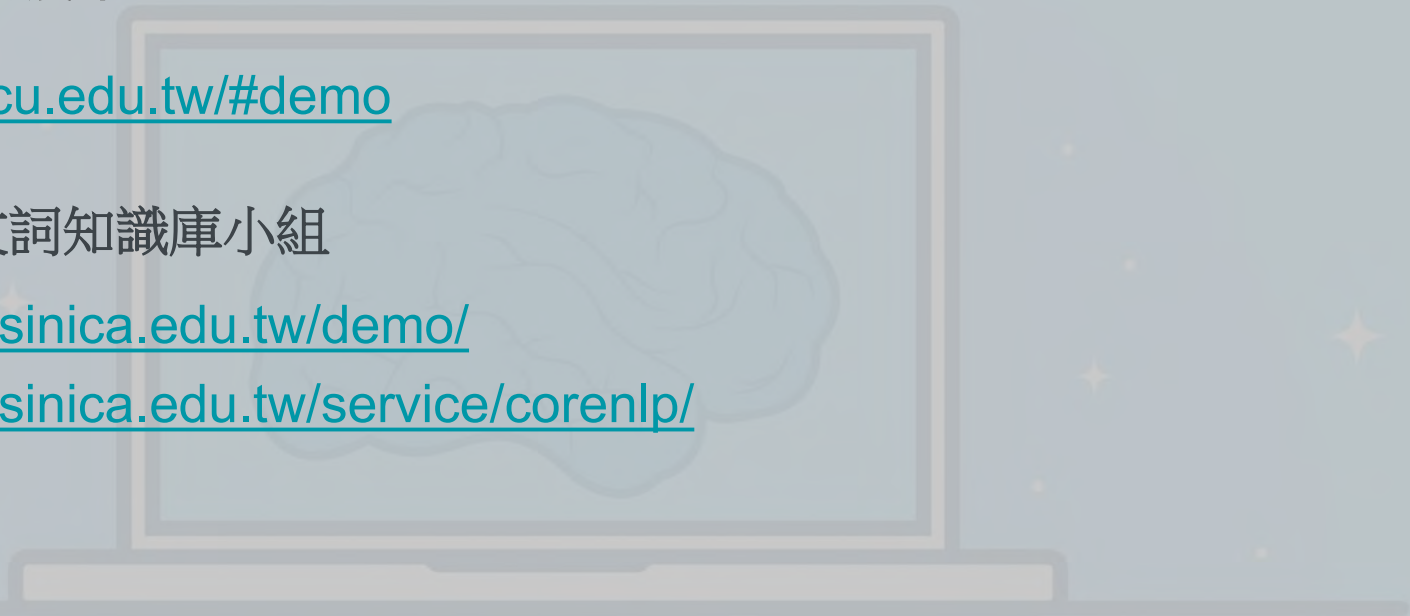 cu.edu.tw/#demo
詞知識庫小組
sinica.edu.tw/demo/
sinica.edu.tw/service/corenlp/